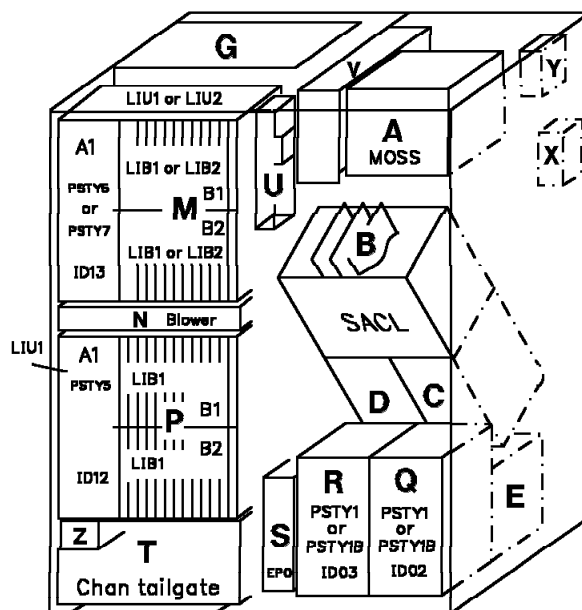 G
V
Y
LIU1 or LIU2
A
MOSS
X
A1
LIB1 or LIB2
U
PSTY6
or
PSTY7
M
B1
B2
LIB1 or LIB2
ID13
B
N Blower
SACL
LIU1
A1
PSTY5
LIB1
P
B1
B2
LIB1
ID12
D
C
R
PSTY1
or
PSTY1B
ID03
Q
PSTY1
or
PSTY1B
ID02
E
S
EPO
Z
T
Chan tailgate